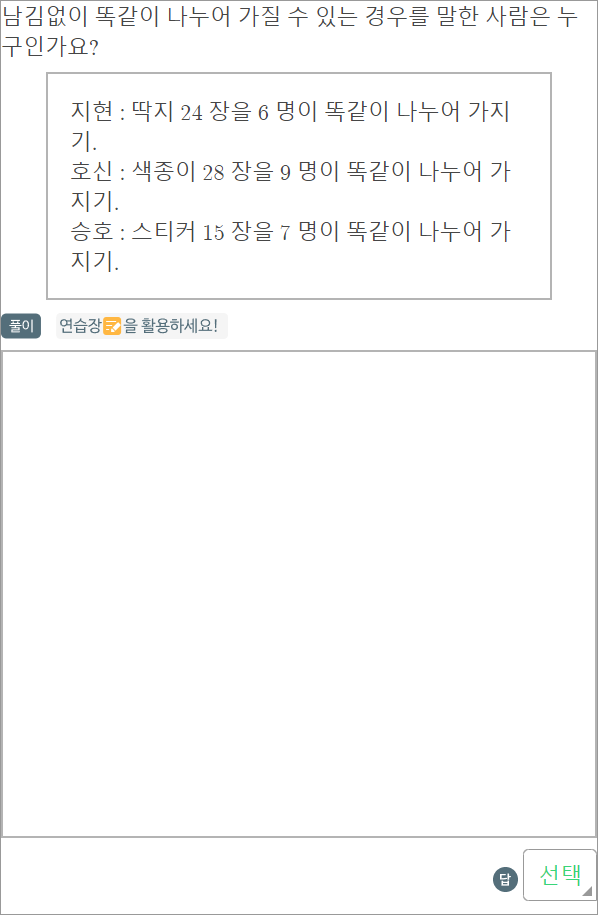 남김없이 똑같이 나누어 가질 수 있는 경우를 말한 사람은 누
구인가요?
지현 : 딱지 24 장을 6 명이 똑같이 나누어 가지
기.
호신 : 색종이 28 장을 9 명이 똑같이 나누어 가
지기.
승호 : 스티커 15 장을 7 명이 똑같이 나누어 가
지기.
풀이 연습장을 활용하세요!
답 선택